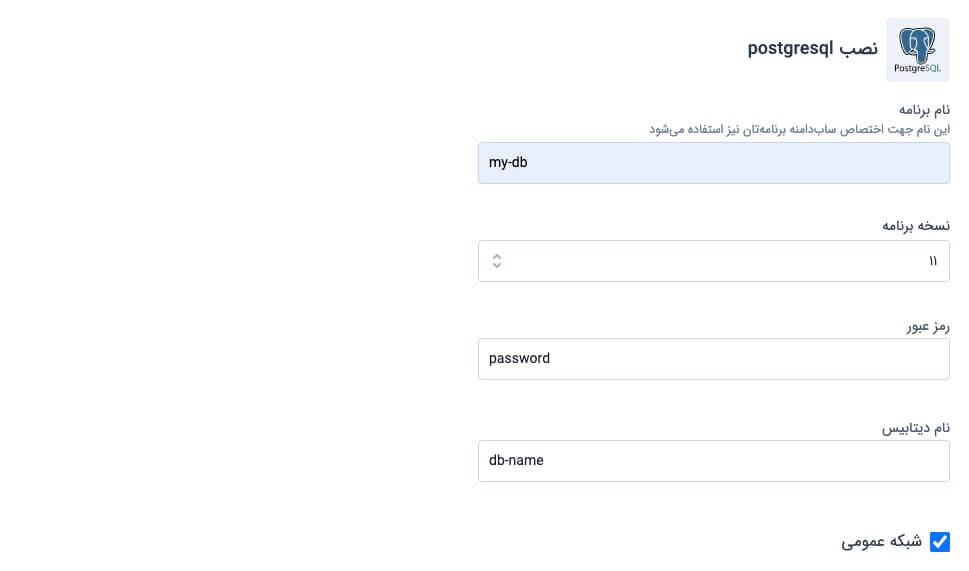 نصب postgresql
PostgreSQL
نام برنامه
این نام جهت اختصاص ساب‌دامنه برنامه‌تان نیز استفاده می‌شود
my-db
نسخه برنامه
۱۱
رمز عبور
password
نام دیتابیس
db-name
شبکه عمومی